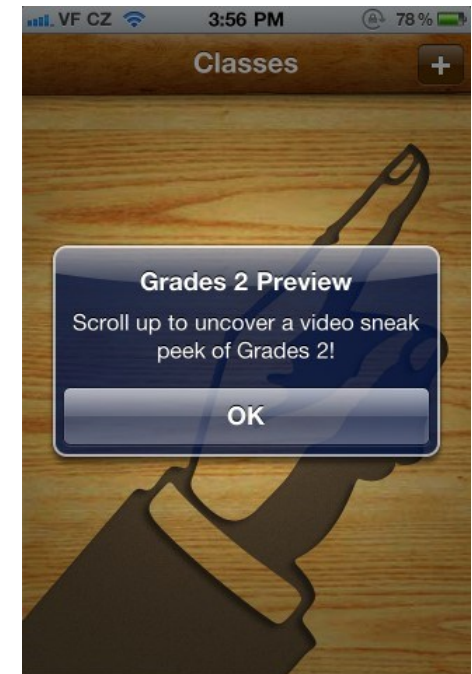 VF CZ 3:56 PM 78%
Classes +
Grades 2 Preview
Scroll up to uncover a video sneak
peek of Grades 2!
OK